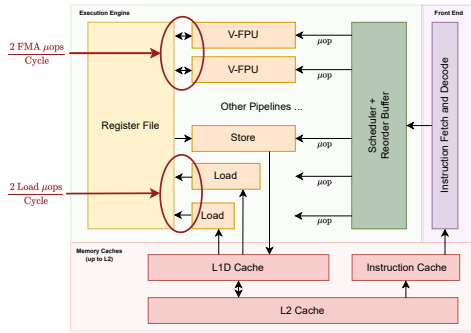 Execution Engine
Front End
2 FMA μops
Cycle
V-FPU
μop
V-FPU
μop
Other Pipelines ...
Register File
Store
μop
Scheduler +
Reorder Buffer
Instruction Fetch and Decode
2 Load μops
Cycle
Load
μop
Load
μop
Memory Caches
(up to L2)
L1D Cache
Instruction Cache
L2 Cache